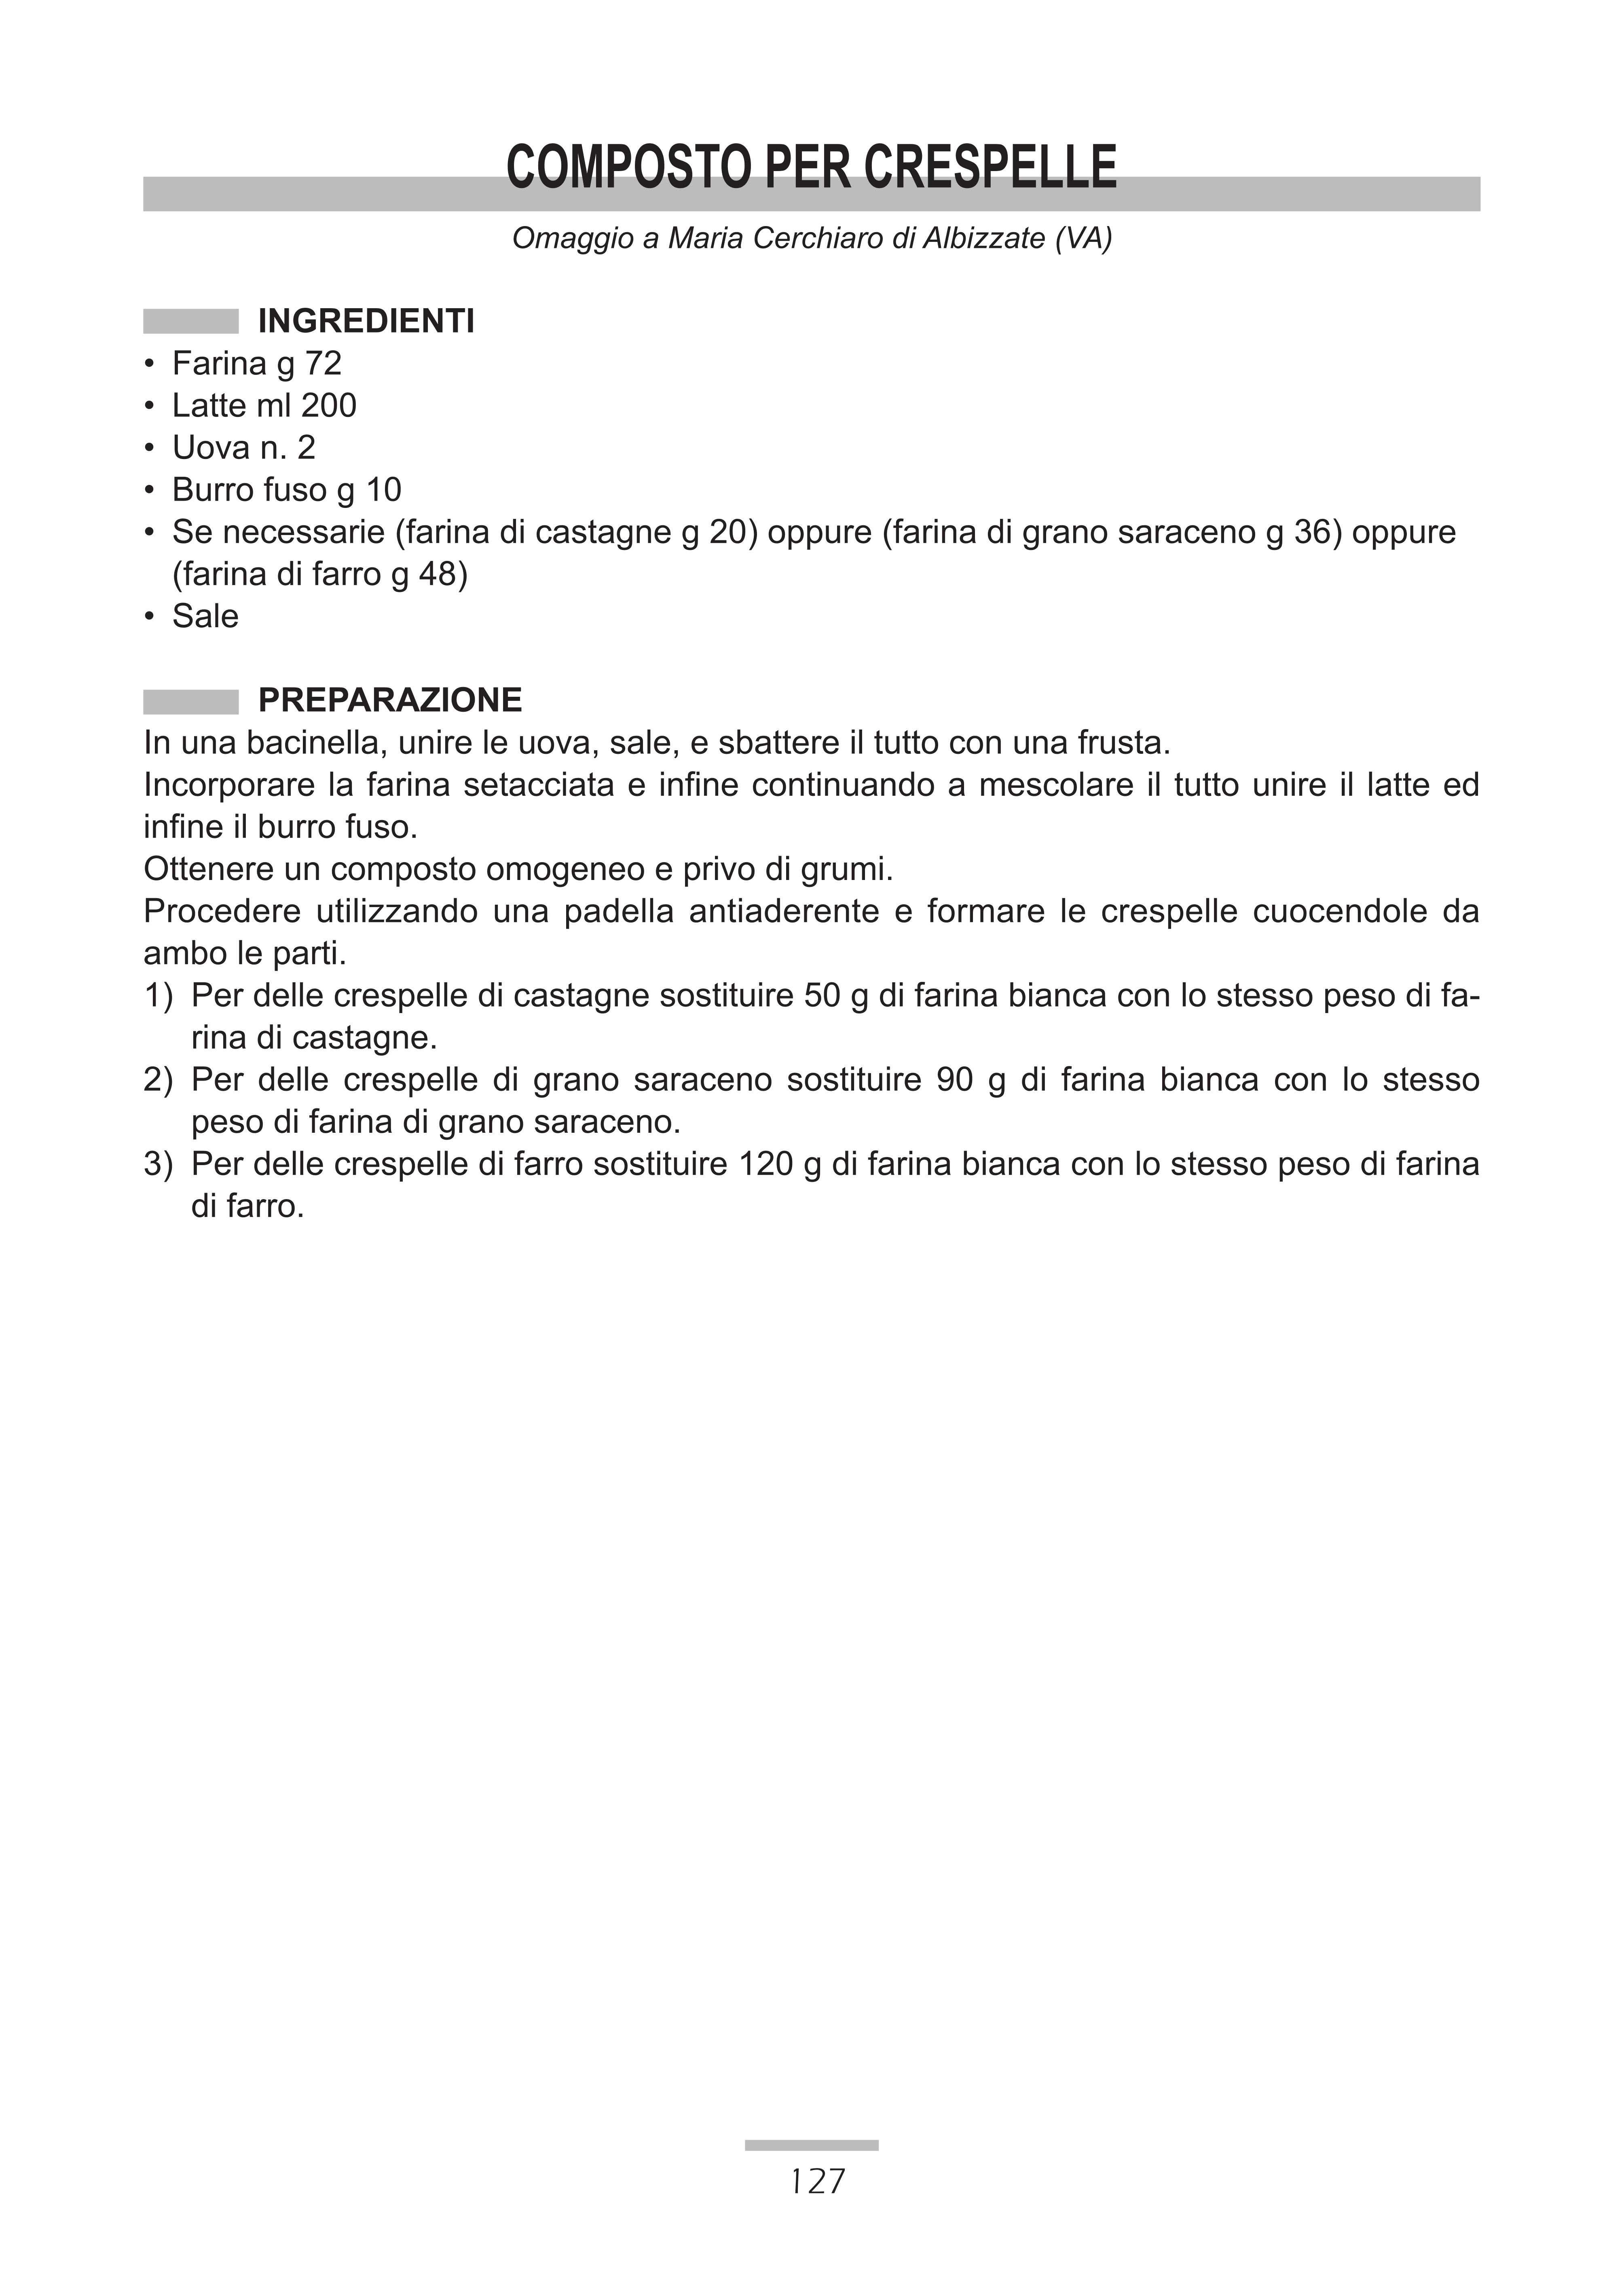 COMPOSTO PER CRESPELLE
Omaggio a Maria Cerchiaro di Albizzate (VA)
INGREDIENTI
• Farina g 72
• Latte ml 200
• Uova n. 2
• Burro fuso g 10
• Se necessarie (farina di castagne g 20) oppure (farina di grano saraceno g 36) oppure
(farina di farro g 48)
• Sale
PREPARAZIONE
In una bacinella, unire le uova, sale, e sbattere il tutto con una frusta.
Incorporare la farina setacciata e infine continuando a mescolare il tutto unire il latte ed
infine il burro fuso.
Ottenere un composto omogeneo e privo di grumi.
Procedere utilizzando una padella antiaderente e formare le crespelle cuocendole da
ambo le parti.
1) Per delle crespelle di castagne sostituire 50 g di farina bianca con lo stesso peso di fa-
rina di castagne.
2) Per delle crespelle di grano saraceno sostituire 90 g di farina bianca con lo stesso
peso di farina di grano saraceno.
3) Per delle crespelle di farro sostituire 120 g di farina bianca con lo stesso peso di farina
di farro.
127